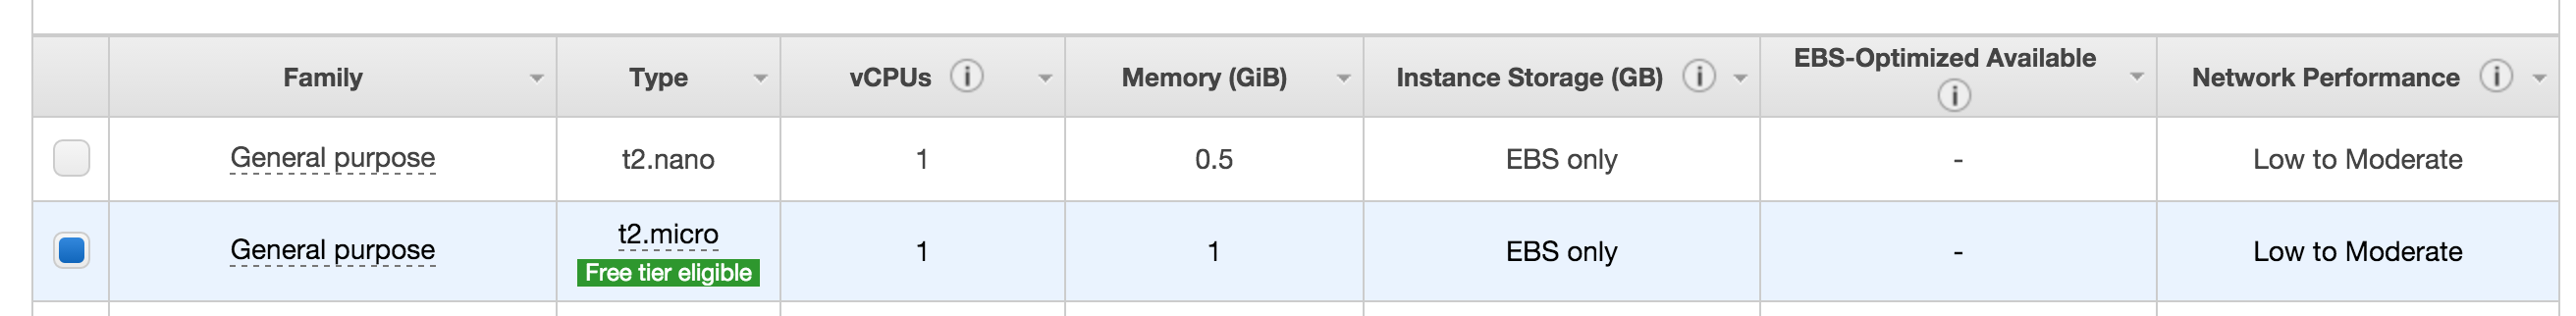 Family Type vCPUs Memory (GiB) Instance Storage (GB) EBS-Optimized Available Network Performance
General purpose t2.nano 1 0.5 EBS only - Low to Moderate
General purpose t2.micro 1 1 EBS only - Low to Moderate
Free tier eligible